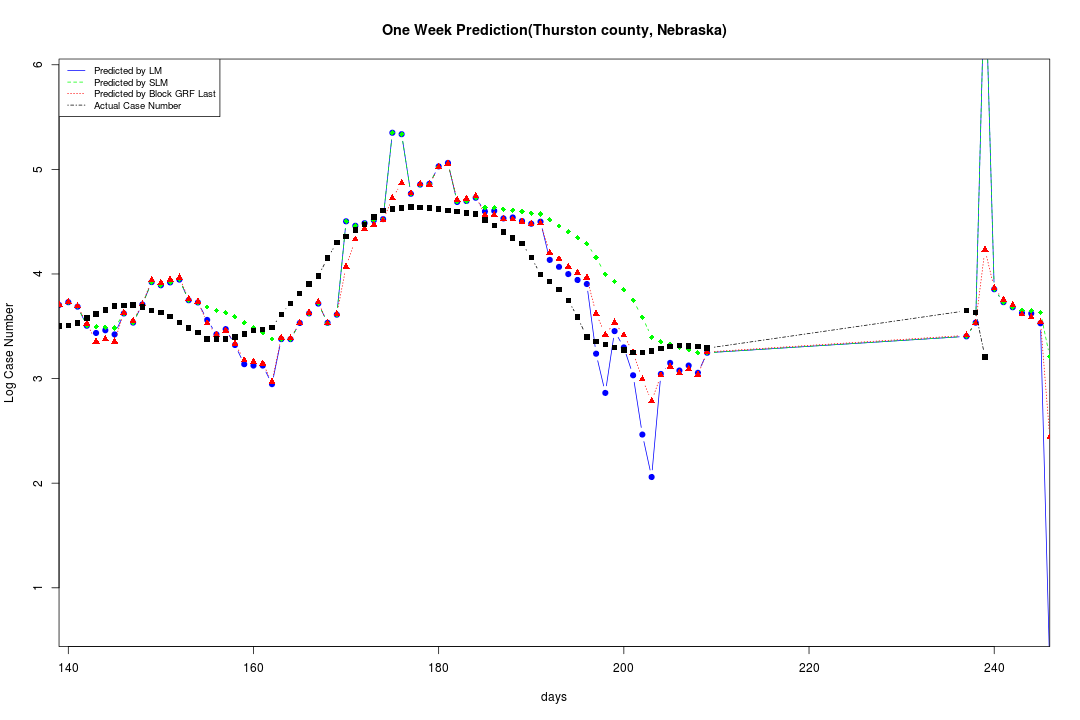 One Week Prediction(Thurston county, Nebraska)
Predicted by LM
Predicted by SLM
Predicted by Block GRF Last
Actual Case Number
Log Case Number
6
5
4
3
2
1
140 160 180 200 220 240
days